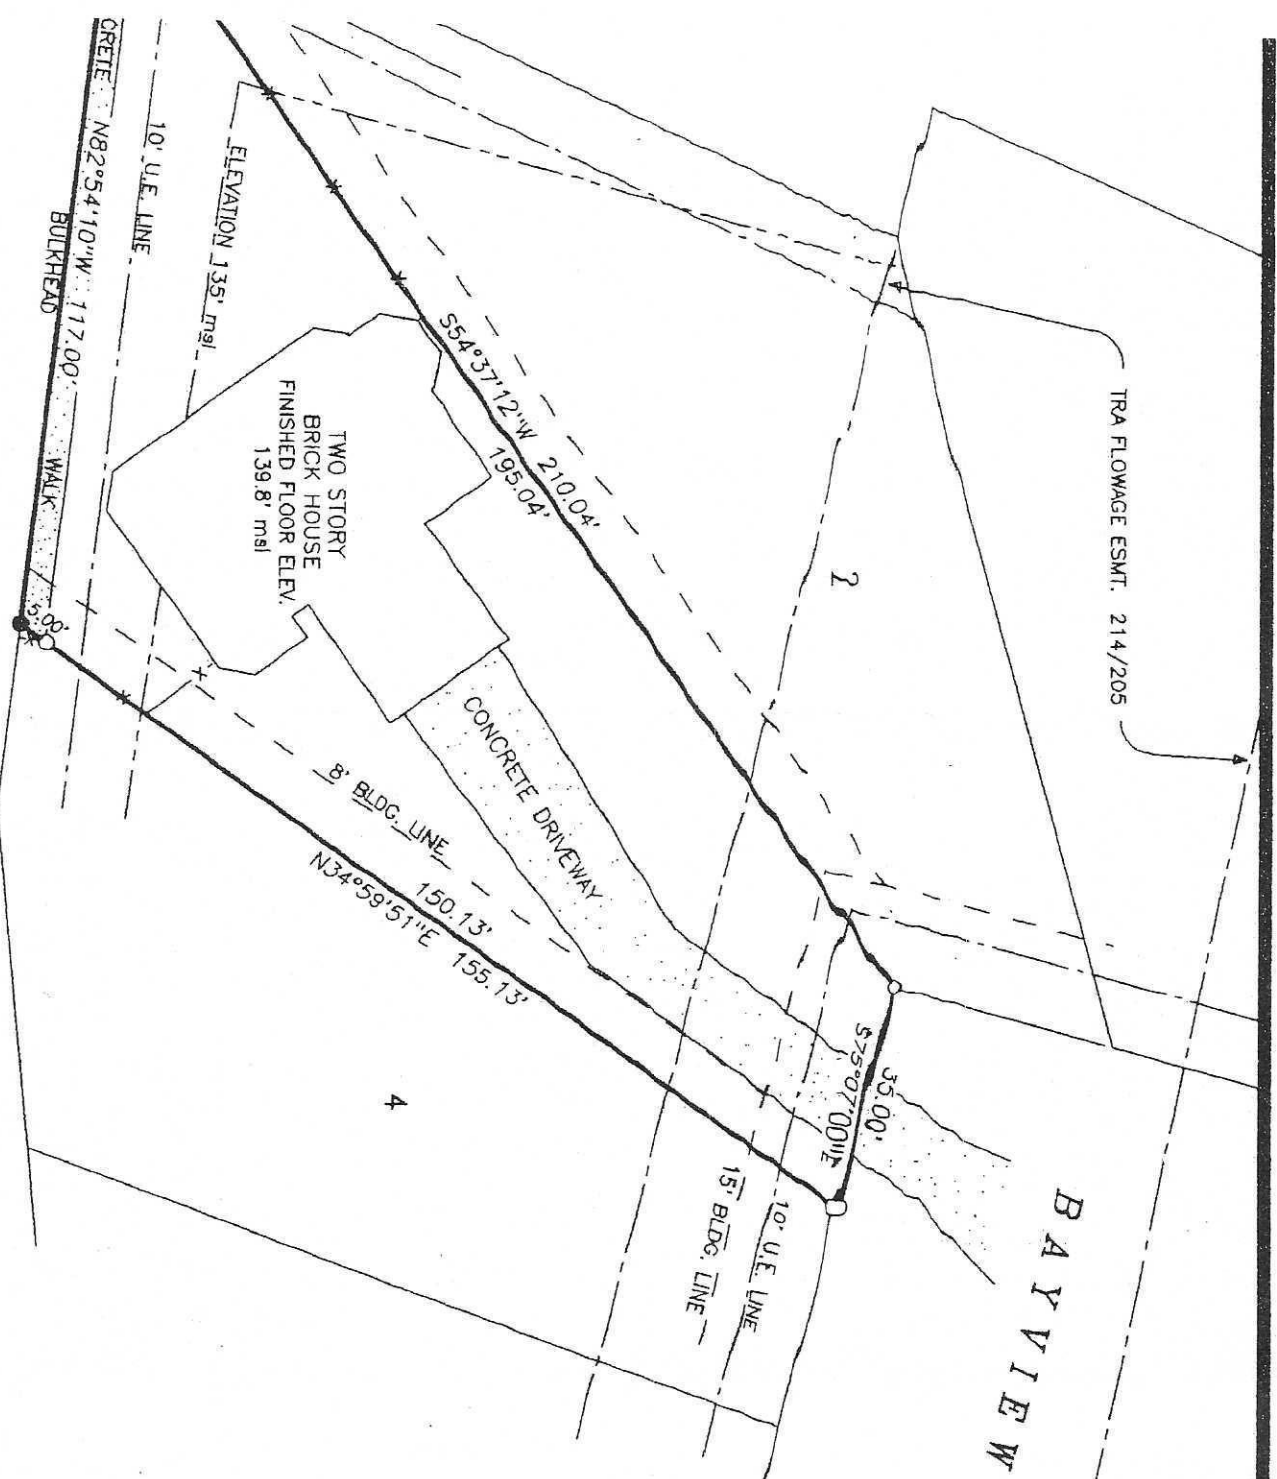 TRA FLOWAGE ESMT. 214/205
BAYVIEW
2
35.00'
S75°07'00"E
10' U.E. LINE
15' BLDG. LINE
S54°37'12"W 210.04'
195.04'
CONCRETE DRIVEWAY
TWO STORY
BRICK HOUSE
FINISHED FLOOR ELEV.
139.8' msl
8' BLDG. LINE
150.13'
N34°59'51"E 155.13'
4
ELEVATION 135' msl
10' U.E. LINE
CRETE N82°54'10"W 117.00' WALK
5.00'
BULKHEAD